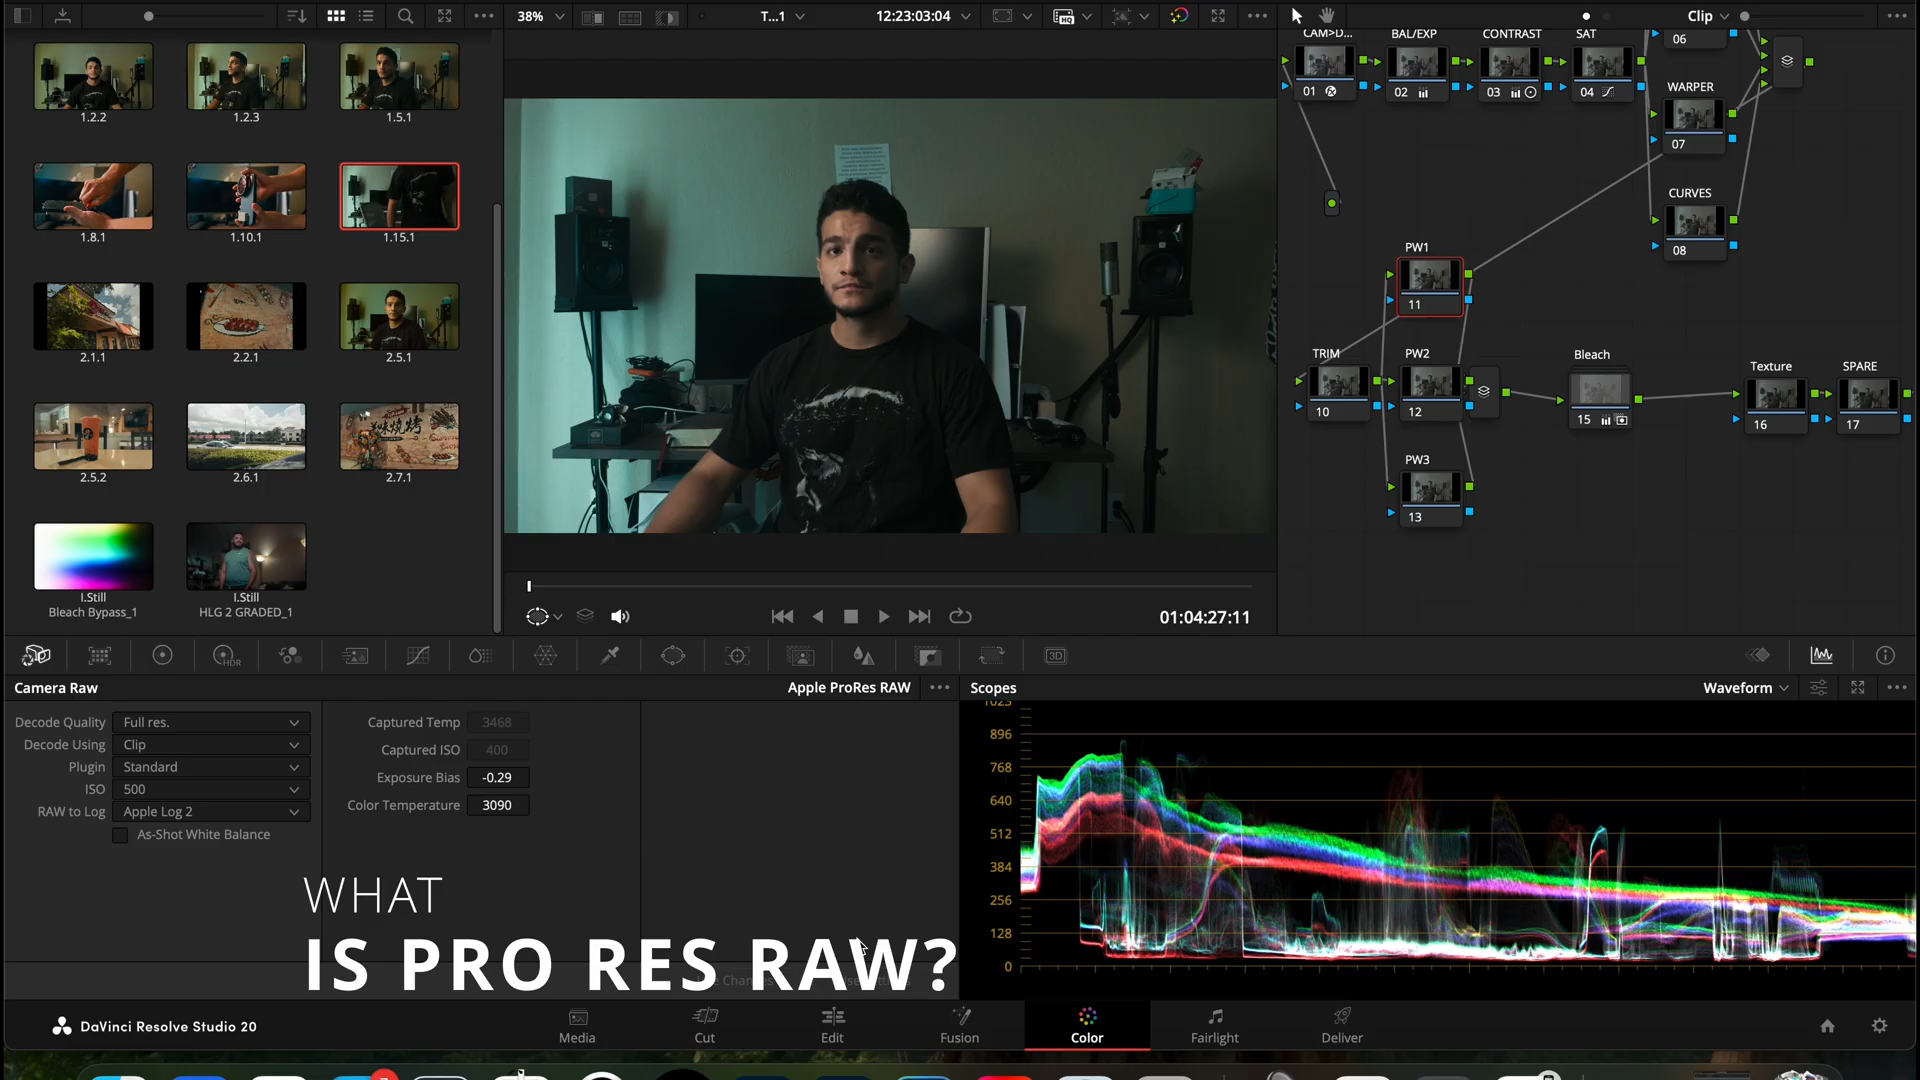 38%
T...1
12:23:03:04
Clip
1.2.2
1.2.3
1.5.1
1.8.1
1.10.1
1.15.1
2.1.1
2.2.1
2.5.1
2.5.2
2.6.1
2.7.1
I.Still
Bleach Bypass_1
I.Still
HLG 2 GRADED_1
CAM>D...
BAL/EXP
CONTRAST
SAT
01
02
03
04
06
WARPER
07
CURVES
08
PW1
11
TRIM
PW2
10
12
PW3
13
Bleach
15
Texture
SPARE
16
17
01:04:27:11
HDR
3D
Camera Raw
Apple ProRes RAW
Scopes
Waveform
Decode Quality Full res.
Decode Using Clip
Plugin Standard
ISO 500
RAW to Log Apple Log 2
As-Shot White Balance
Captured Temp 3468
Captured ISO 400
Exposure Bias -0.29
Color Temperature 3090
1023
896
768
640
512
384
256
128
0
WHAT
IS PRO RES RAW?
DaVinci Resolve Studio 20
Media
Cut
Edit
Fusion
Color
Fairlight
Deliver